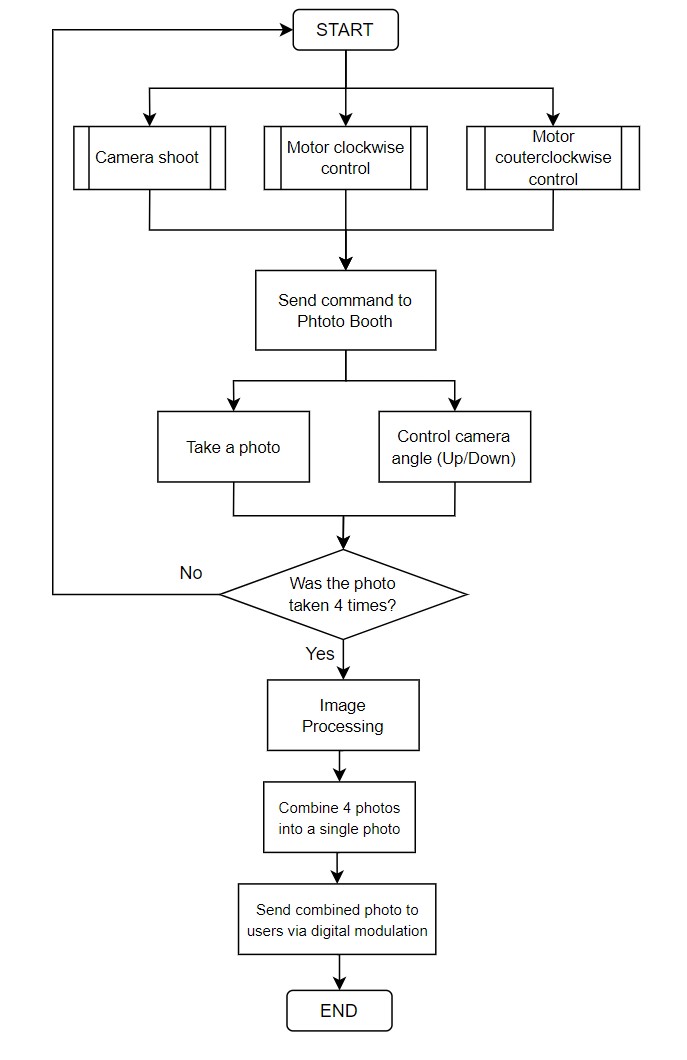 START
Camera shoot
Motor clockwise
control
Motor
couterclockwise
control
Send command to
Phtoto Booth
Take a photo
Control camera
angle (Up/Down)
No
Was the photo
taken 4 times?
Yes
Image
Processing
Combine 4 photos
into a single photo
Send combined photo to
users via digital modulation
END